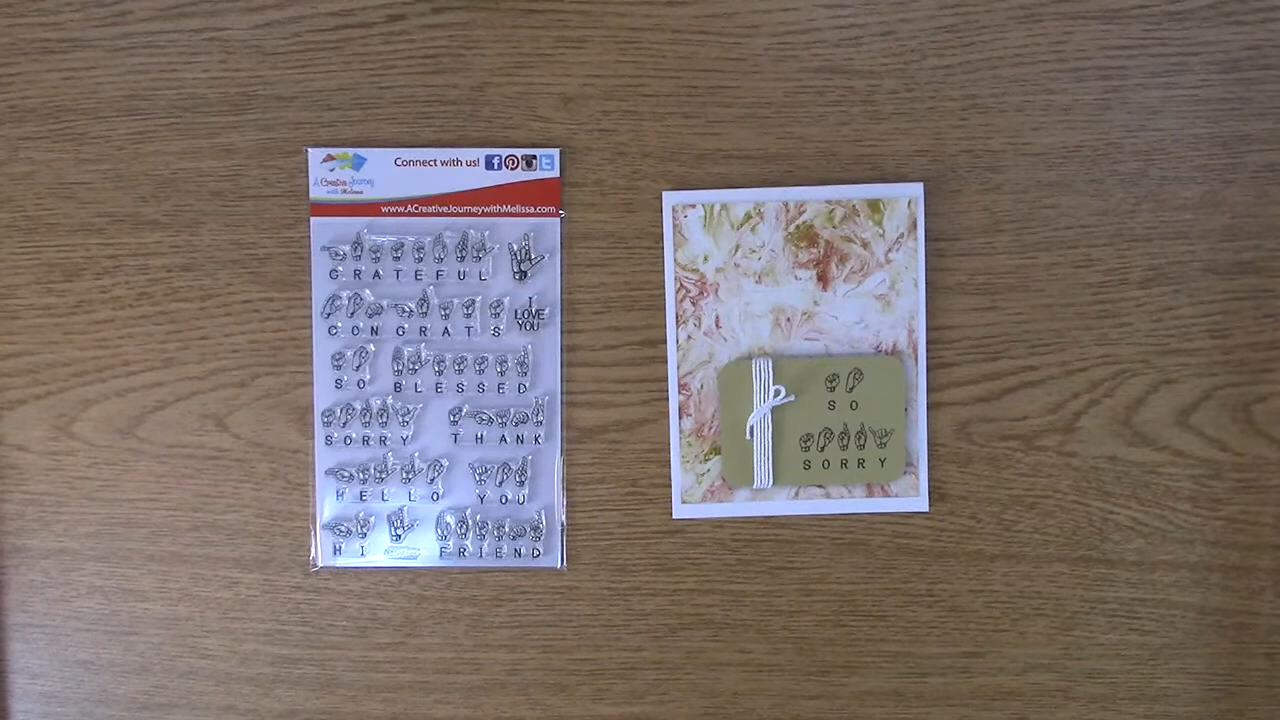 Connect with us!
A Creative Journey
with Melissa
www.ACreativeJourneywithMelissa.com
GRATEFUL
CONGRATS
I
LOVE
YOU
SO BLESSED
SORRY THANK
HELLO YOU
HI FRIEND
SO
SORRY